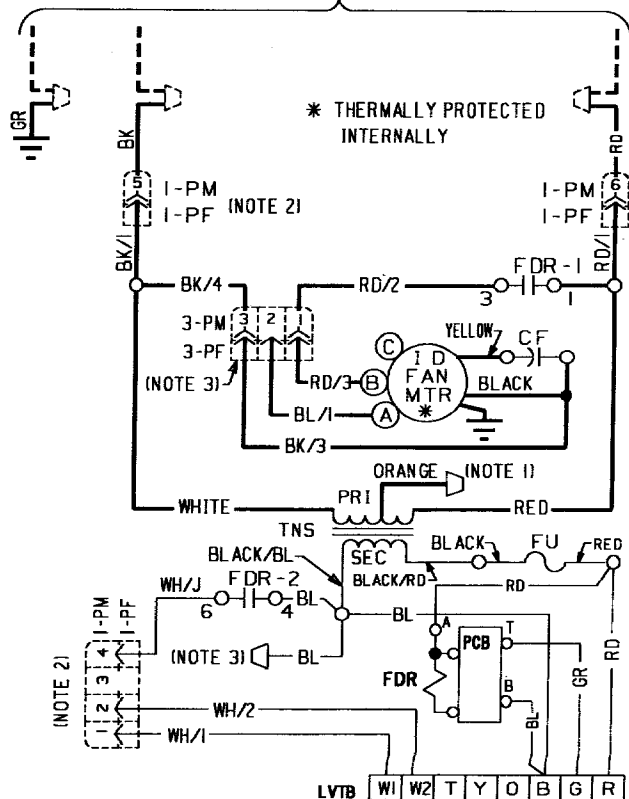 GR
BK
* THERMALLY PROTECTED
INTERNALLY
RD
5
1-PM
1-PF
(NOTE 2)
1-PM
1-PF
6
BK/1
RD/1
BK/4
RD/2
FDR-1
3
1
3-PM
3-PF
3 2 1
(NOTE 3)
YELLOW
CF
C
B
A
ID
FAN
MTR
*
BLACK
RD/3
BL/1
BK/3
ORANGE (NOTE 1)
WHITE
PRI
RED
TNS
SEC
BLACK/BL
BLACK/RD
BLACK
FU
RED
RD
WH/J
FDR-2
6
4
BL
BL
(NOTE 3)
BL
A
PCB
T
B
FDR
GR
BL
RD
1-PM
1-PF
(NOTE 2)
4
3
2
1
WH/2
WH/1
LVTB W1 W2 T Y O B G R